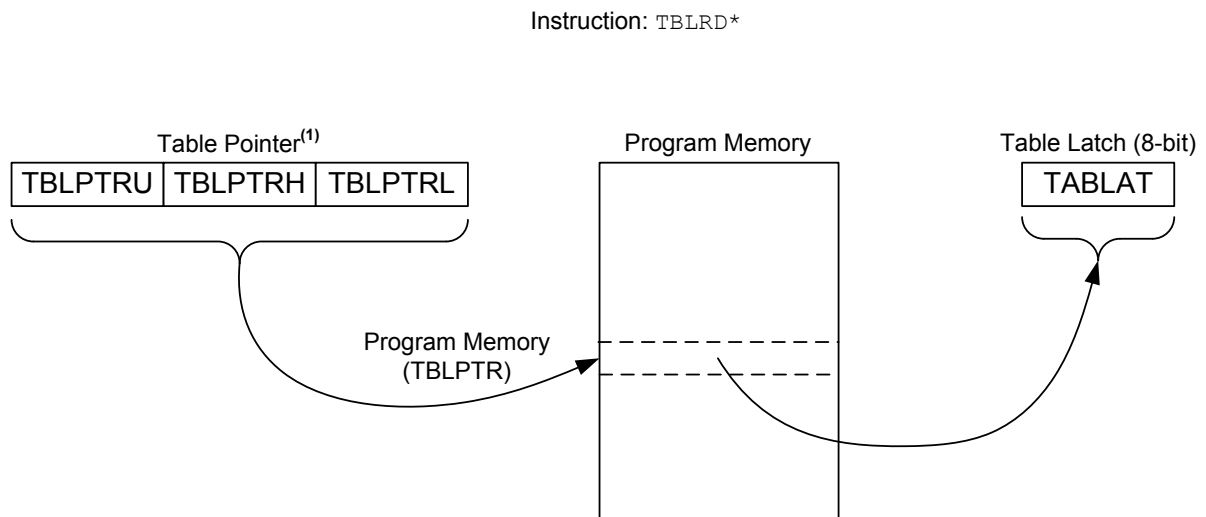 Instruction: TBLRD*
Table Pointer(1)
TBLPTRU TBLPTRH TBLPTRL
Program Memory
Table Latch (8-bit)
TABLAT
Program Memory
(TBLPTR)